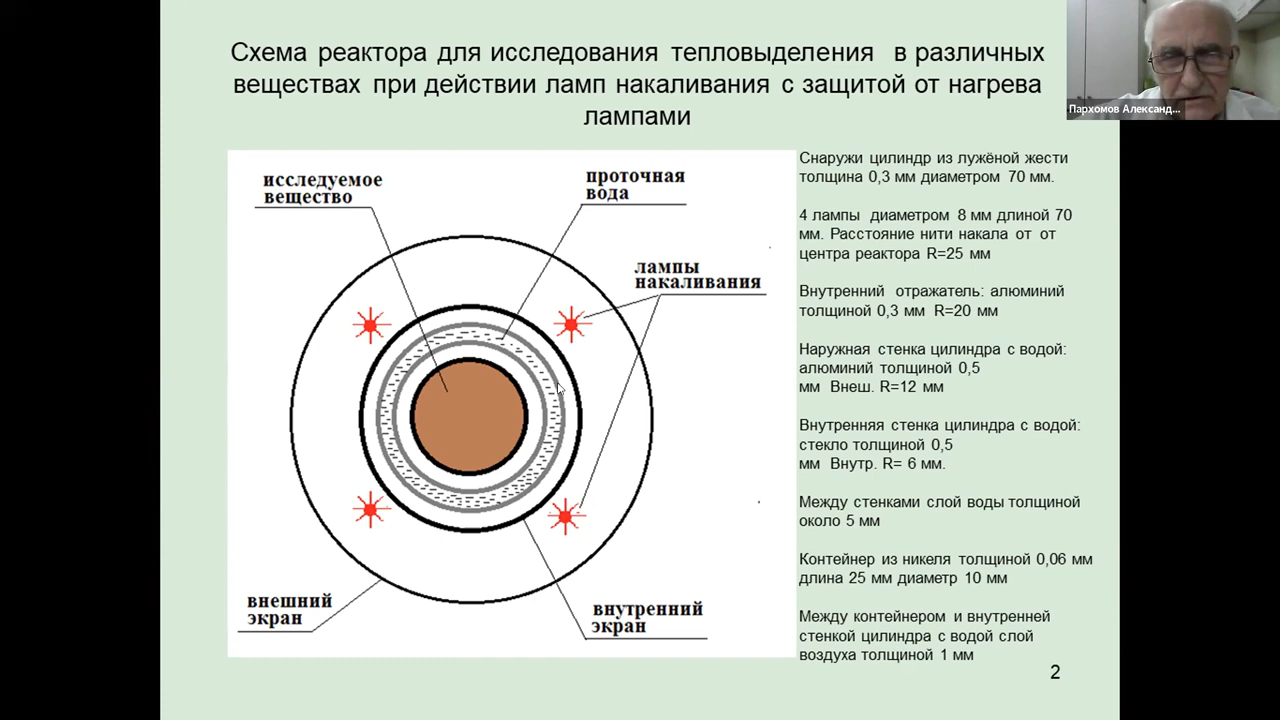 Схема реактора для исследования тепловыделения в различных
веществах при действии ламп накаливания с защитой от нагрева
лампами
Пархомов Александ...
исследуемое
вещество
проточная
вода
лампы
накаливания
внешний
экран
внутренний
экран
Снаружи цилиндр из лужёной жести
толщина 0,3 мм диаметром 70 мм.
4 лампы диаметром 8 мм длиной 70
мм. Расстояние нити накала от от
центра реактора R=25 мм
Внутренний отражатель: алюминий
толщиной 0,3 мм R=20 мм
Наружная стенка цилиндра с водой:
алюминий толщиной 0,5
мм Внеш. R=12 мм
Внутренняя стенка цилиндра с водой:
стекло толщиной 0,5
мм Внутр. R= 6 мм.
Между стенками слой воды толщиной
около 5 мм
Контейнер из никеля толщиной 0,06 мм
длина 25 мм диаметр 10 мм
Между контейнером и внутренней
стенкой цилиндра с водой слой
воздуха толщиной 1 мм
2